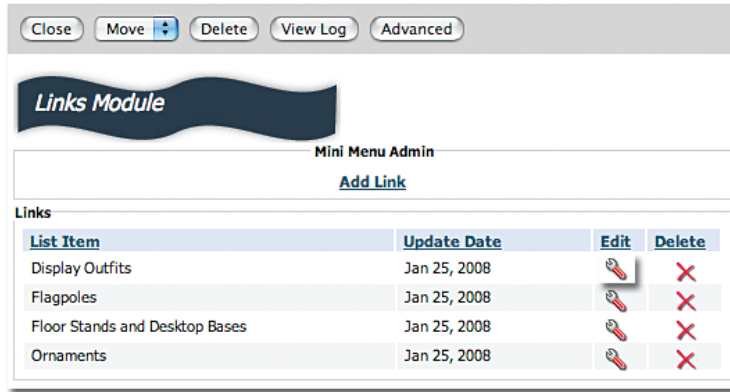 Close Move Delete View Log Advanced
Links Module
Mini Menu Admin
Add Link
Links
List Item Update Date Edit Delete
Display Outfits Jan 25, 2008
Flagpoles Jan 25, 2008
Floor Stands and Desktop Bases Jan 25, 2008
Ornaments Jan 25, 2008